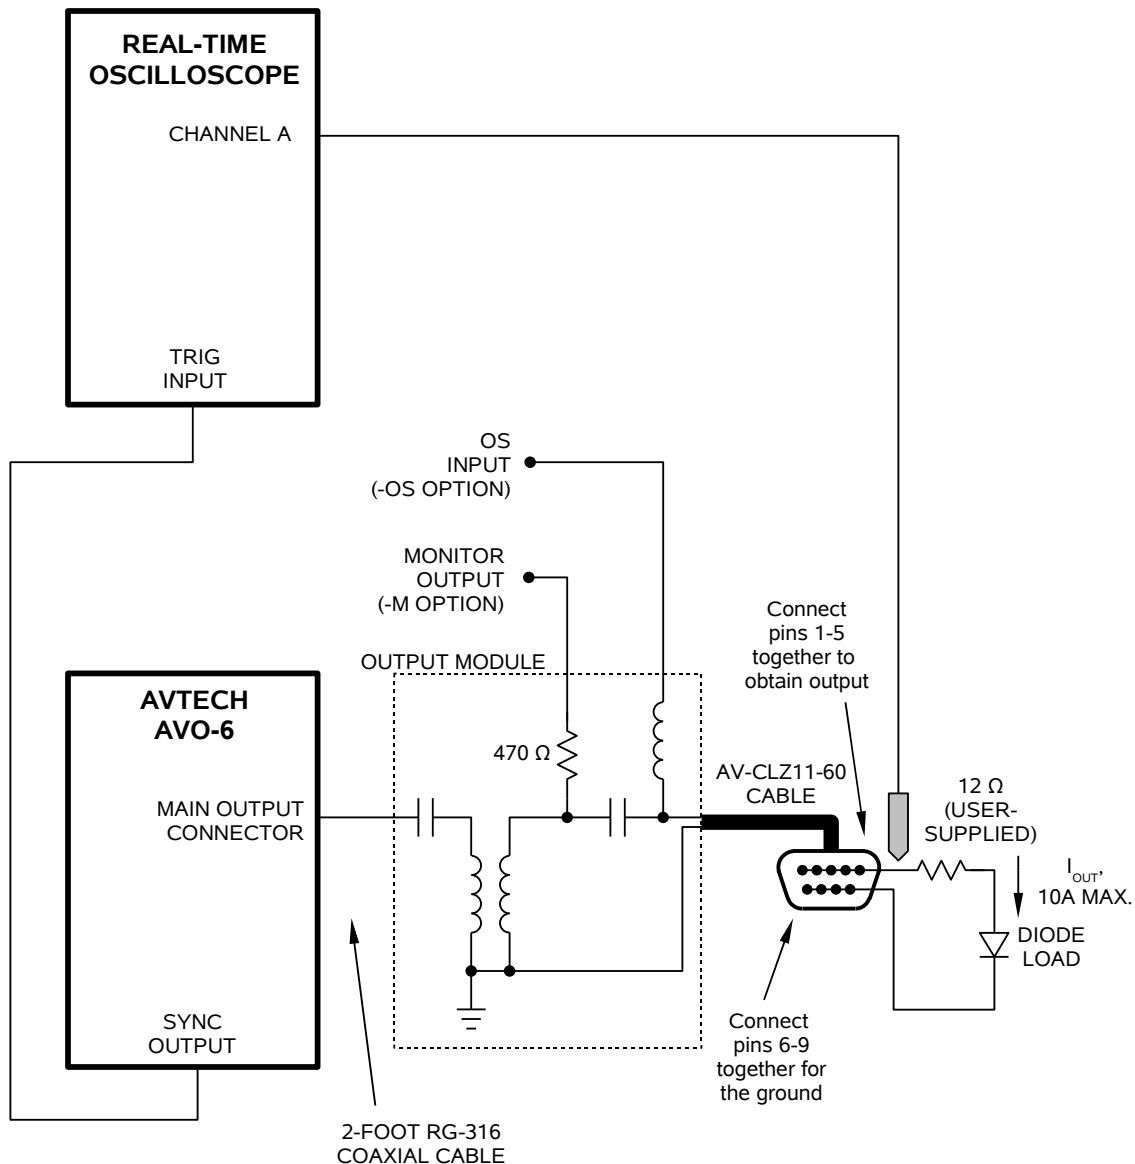 REAL-TIME
OSCILLOSCOPE
CHANNEL A
TRIG
INPUT
OS
INPUT
(-OS OPTION)
MONITOR
OUTPUT
(-M OPTION)
OUTPUT MODULE
Connect
pins 1-5
together to
obtain output
AVTECH
AVO-6
470 Ω
AV-CLZ11-60
CABLE
12 Ω
(USER-
SUPPLIED)
MAIN OUTPUT
CONNECTOR
IOUT,
10A MAX.
DIODE
LOAD
SYNC
OUTPUT
Connect
pins 6-9
together for
the ground
2-FOOT RG-316
COAXIAL CABLE